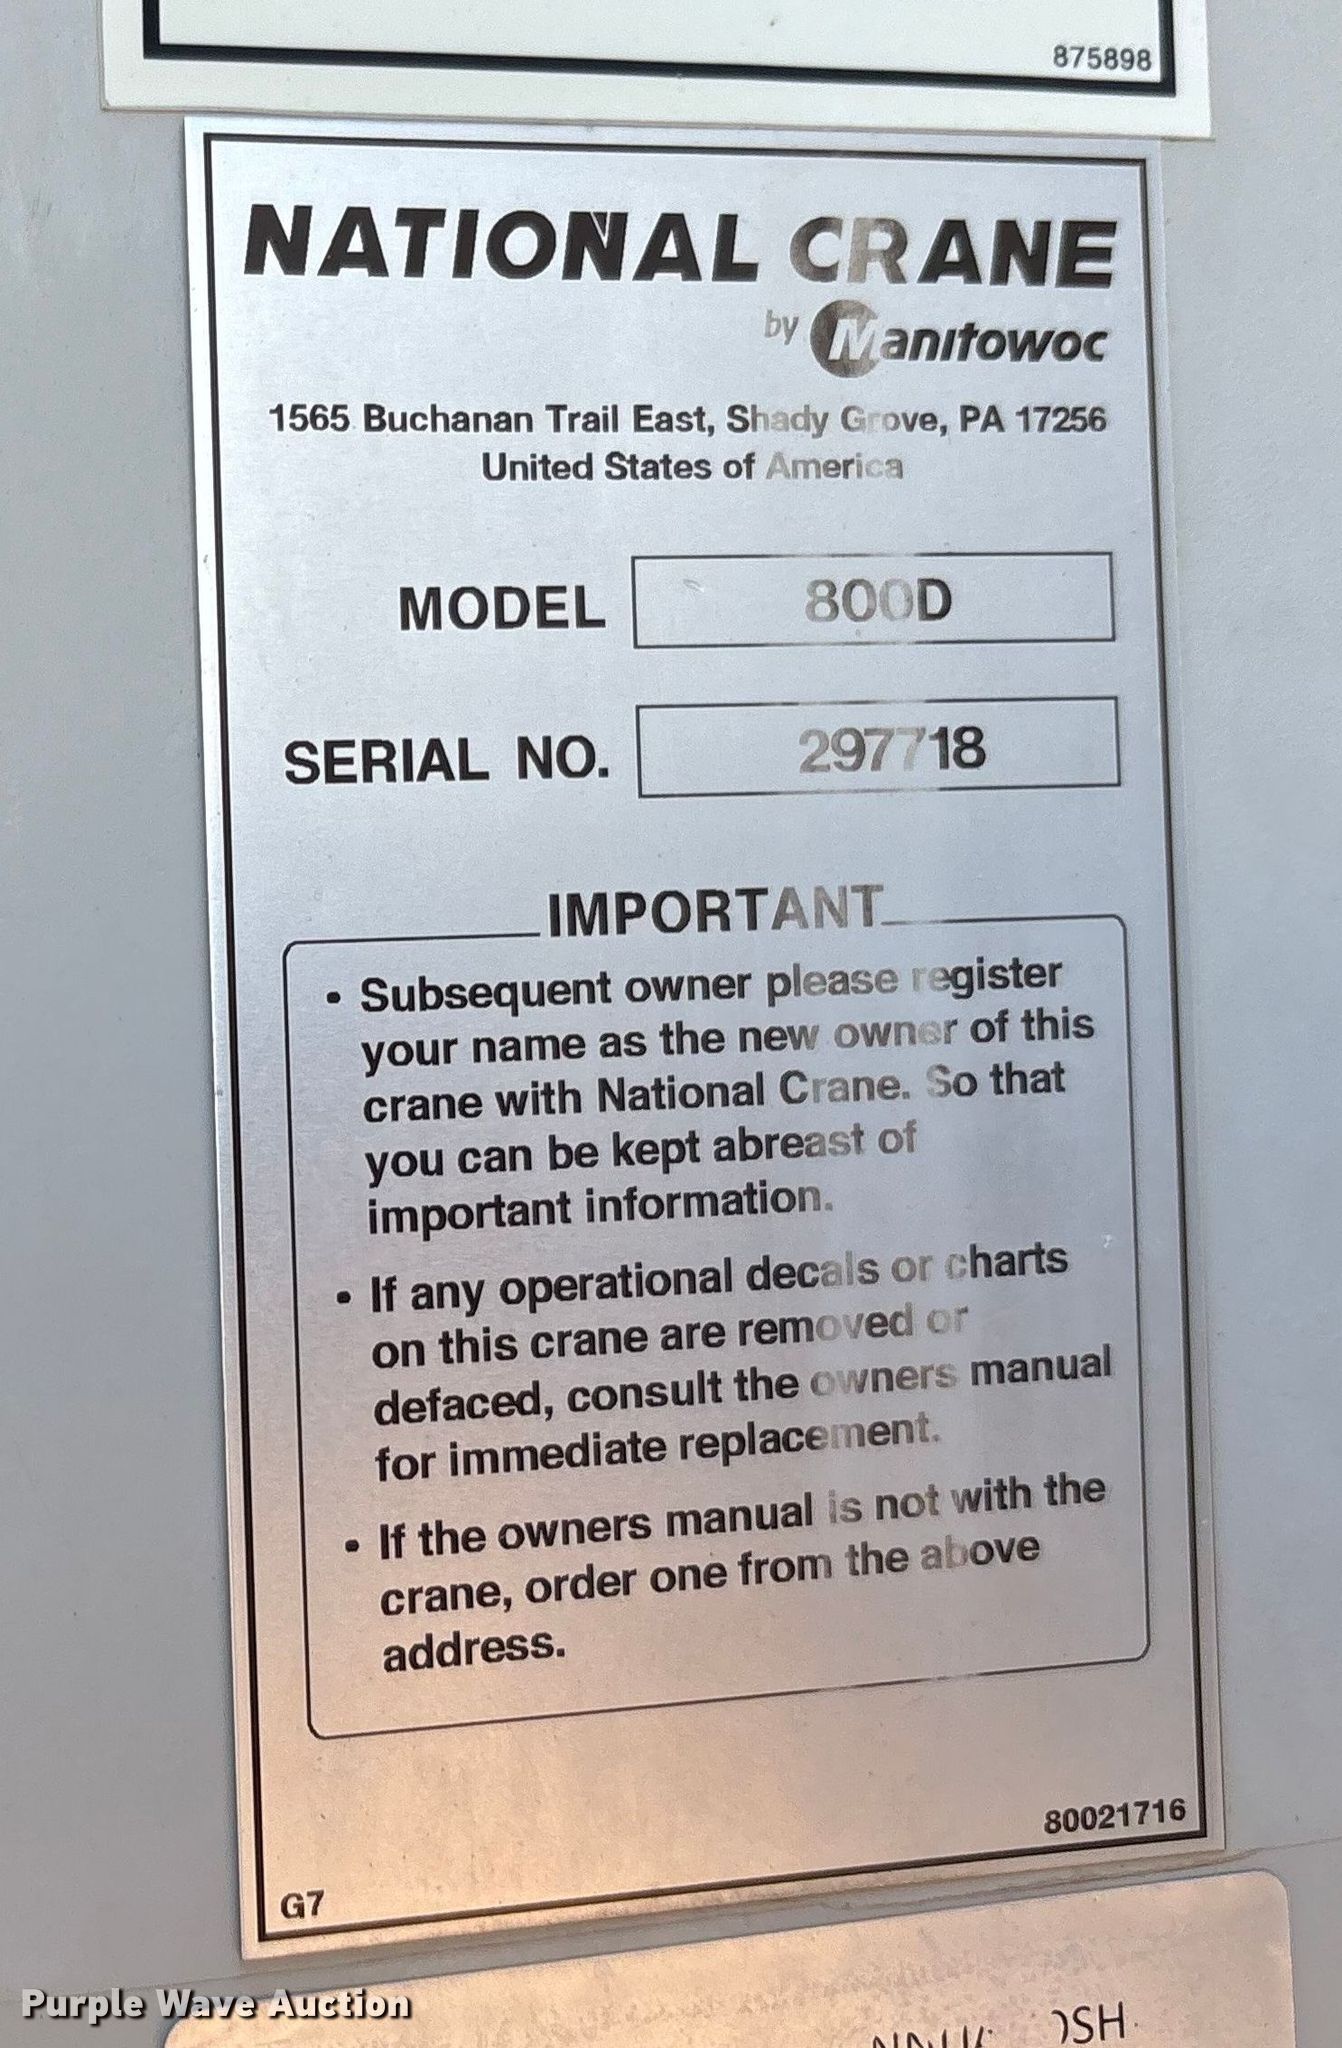 875898
NATIONAL CRANE
by Manitowoc
1565 Buchanan Trail East, Shady Grove, PA 17256
United States of America
MODEL 800D
SERIAL NO. 297718
IMPORTANT
• Subsequent owner please register
your name as the new owner of this
crane with National Crane. So that
you can be kept abreast of
important information.
• If any operational decals or charts
on this crane are removed or
defaced, consult the owners manual
for immediate replacement.
• If the owners manual is not with the
crane, order one from the above
address.
80021716
G7
Purple Wave Auction